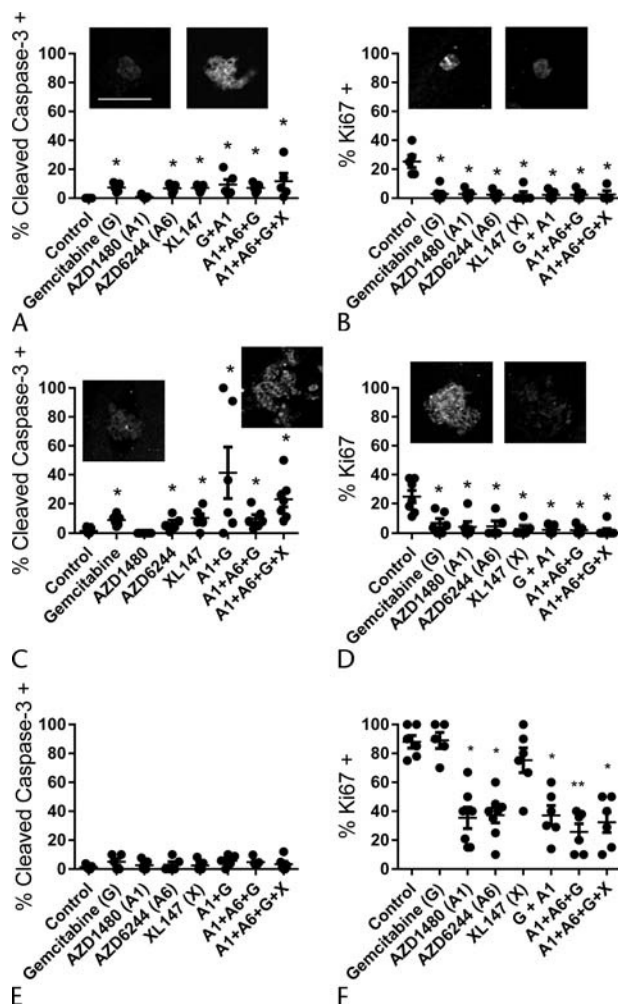 % Cleaved Caspase-3 +
100
80
60
40
20
0
* * * * * *
Control
Gemcitabine (G)
AZD1480 (A1)
AZD6244 (A6)
XL147
G+A1
A1+A6+G
A1+A6+G+X
A
% Ki67 +
100
80
60
40
20
0
* * * * * * *
Control
Gemcitabine (G)
AZD1480 (A1)
AZD6244 (A6)
XL147 (X)
G + A1
A1+A6+G
A1+A6+G+X
B
% Cleaved Caspase-3 +
100
80
60
40
20
0
* * * * * *
Control
Gemcitabine
AZD1480
AZD6244
XL147
A1+G
A1+A6+G
A1+A6+G+X
C
% Ki67
100
80
60
40
20
0
* * * * * * *
Control
Gemcitabine (G)
AZD1480 (A1)
AZD6244 (A6)
XL147 (X)
G + A1
A1+A6+G
A1+A6+G+X
D
% Cleaved Caspase-3 +
100
80
60
40
20
0
Control
Gemcitabine (G)
AZD1480 (A1)
AZD6244 (A6)
XL147 (X)
A1+G
A1+A6+G
A1+A6+G+X
E
% Ki67 +
100
80
60
40
20
0
* * * ** *
Control
Gemcitabine (G)
AZD1480 (A1)
AZD6244 (A6)
XL147 (X)
G + A1
A1+A6+G
A1+A6+G+X
F